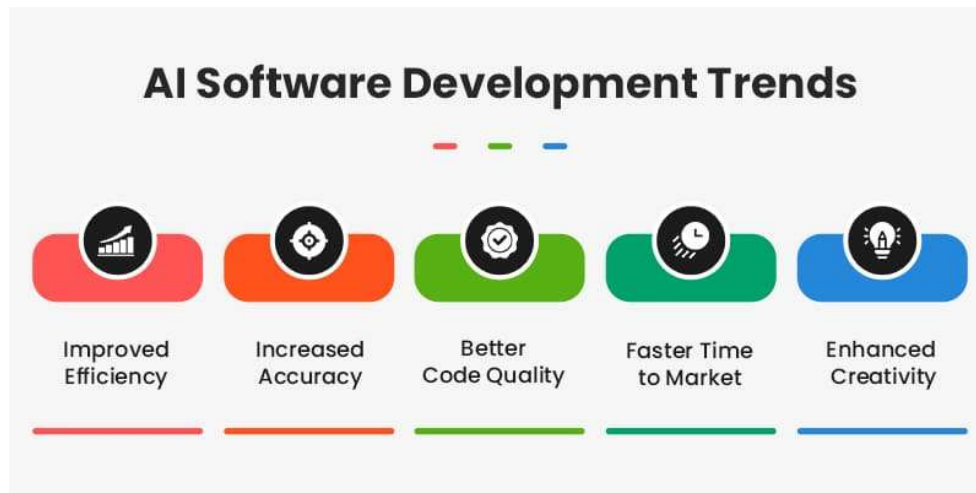 AI Software Development Trends
Improved
Efficiency
Increased
Accuracy
Better
Code Quality
Faster Time
to Market
Enhanced
Creativity